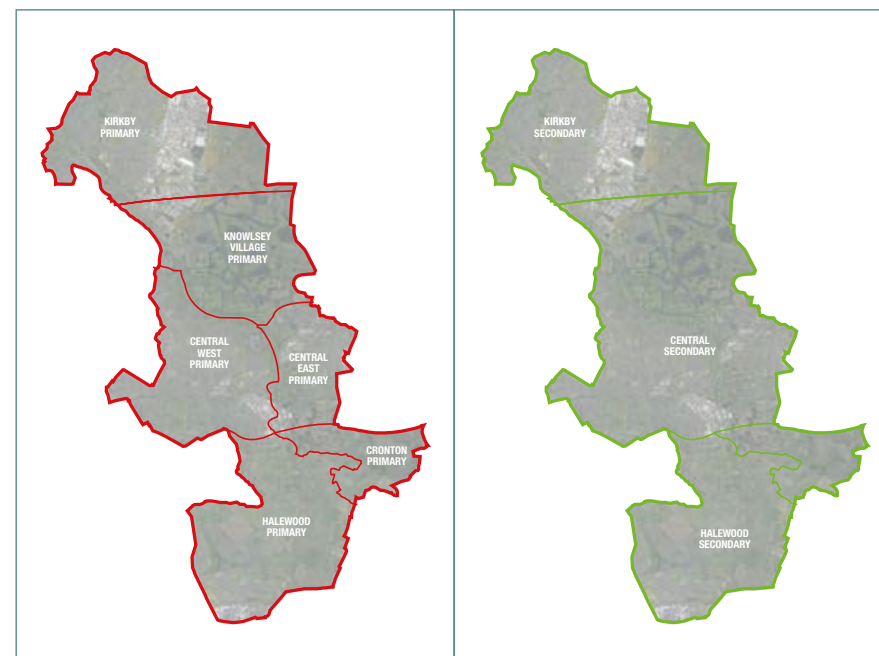 KIRKBY
PRIMARY
KNOWLSEY
VILLAGE
PRIMARY
CENTRAL
WEST
PRIMARY
CENTRAL
EAST
PRIMARY
CRONTON
PRIMARY
HALEWOOD
PRIMARY
KIRKBY
SECONDARY
CENTRAL
SECONDARY
HALEWOOD
SECONDARY